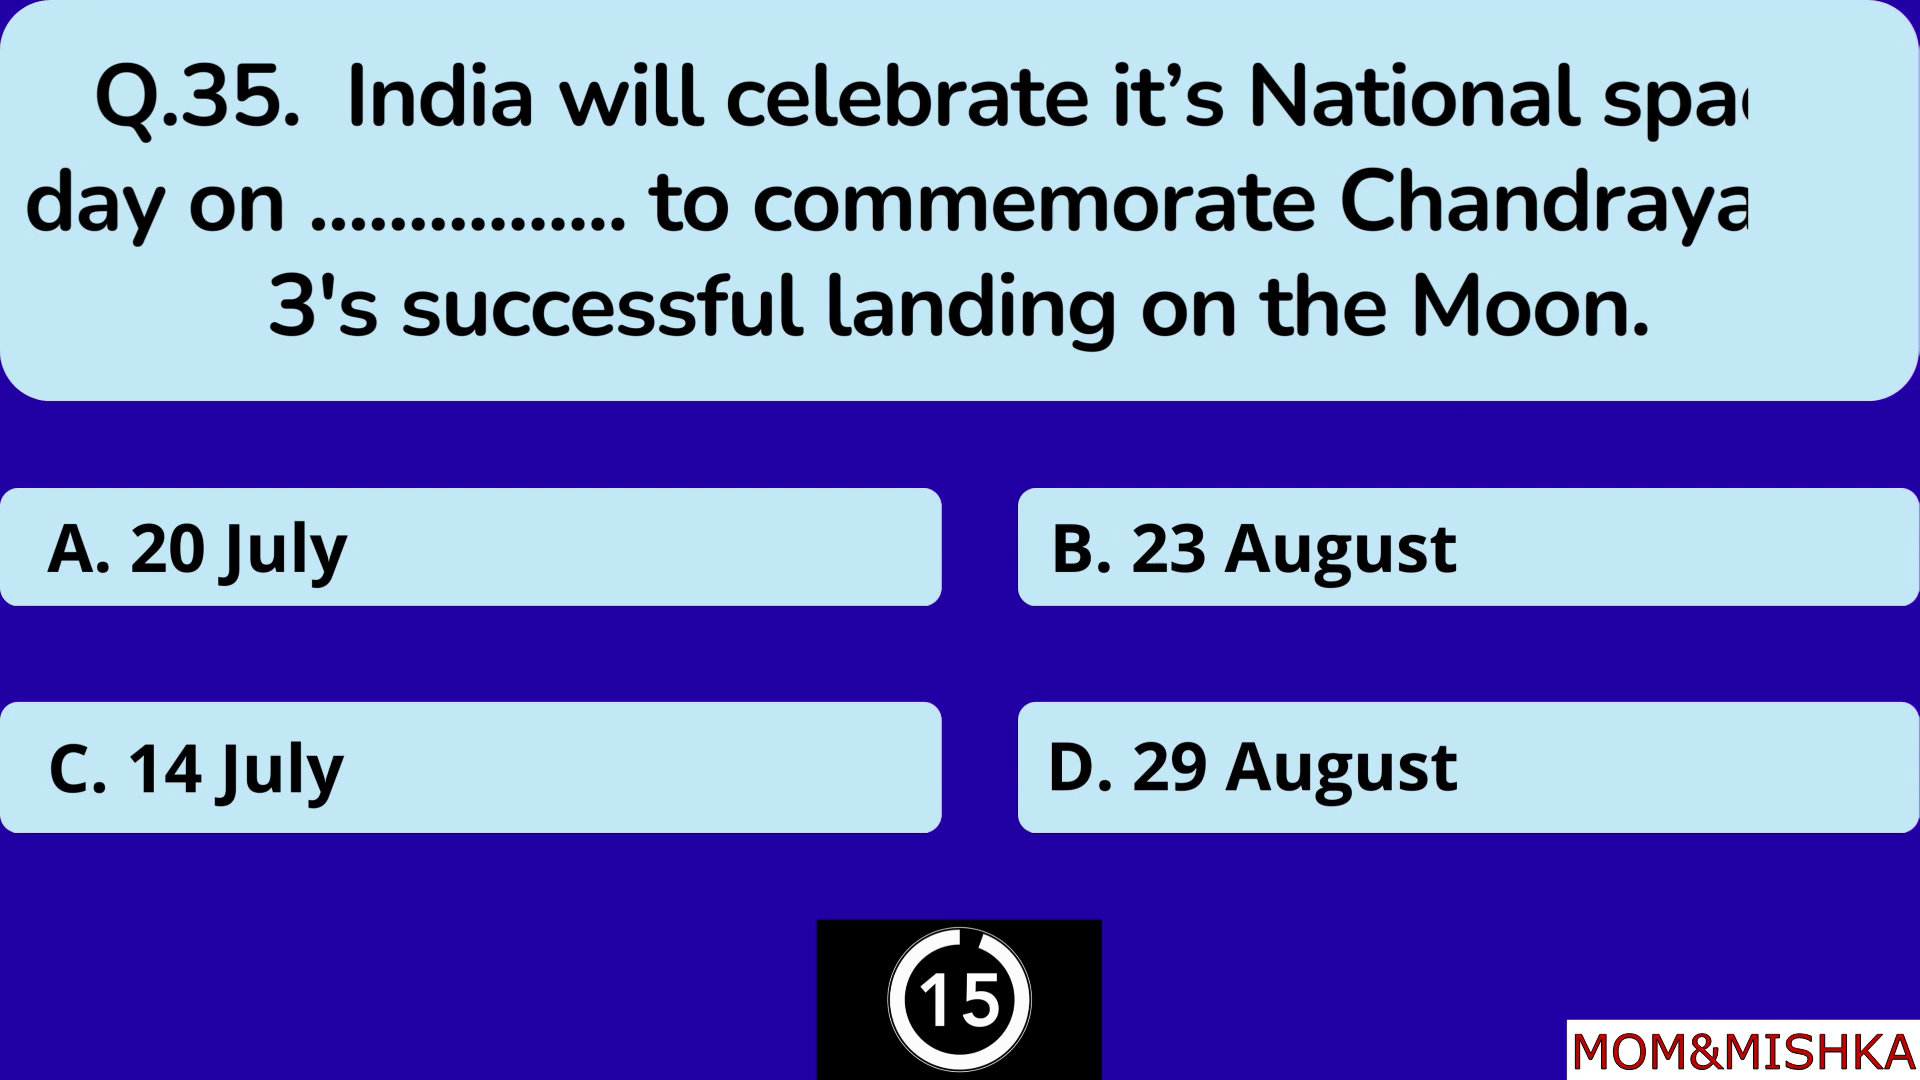 Q.35. India will celebrate it’s National spac
day on ................ to commemorate Chandraya
3's successful landing on the Moon.
A. 20 July
B. 23 August
C. 14 July
D. 29 August
15
MOM&MISHKA